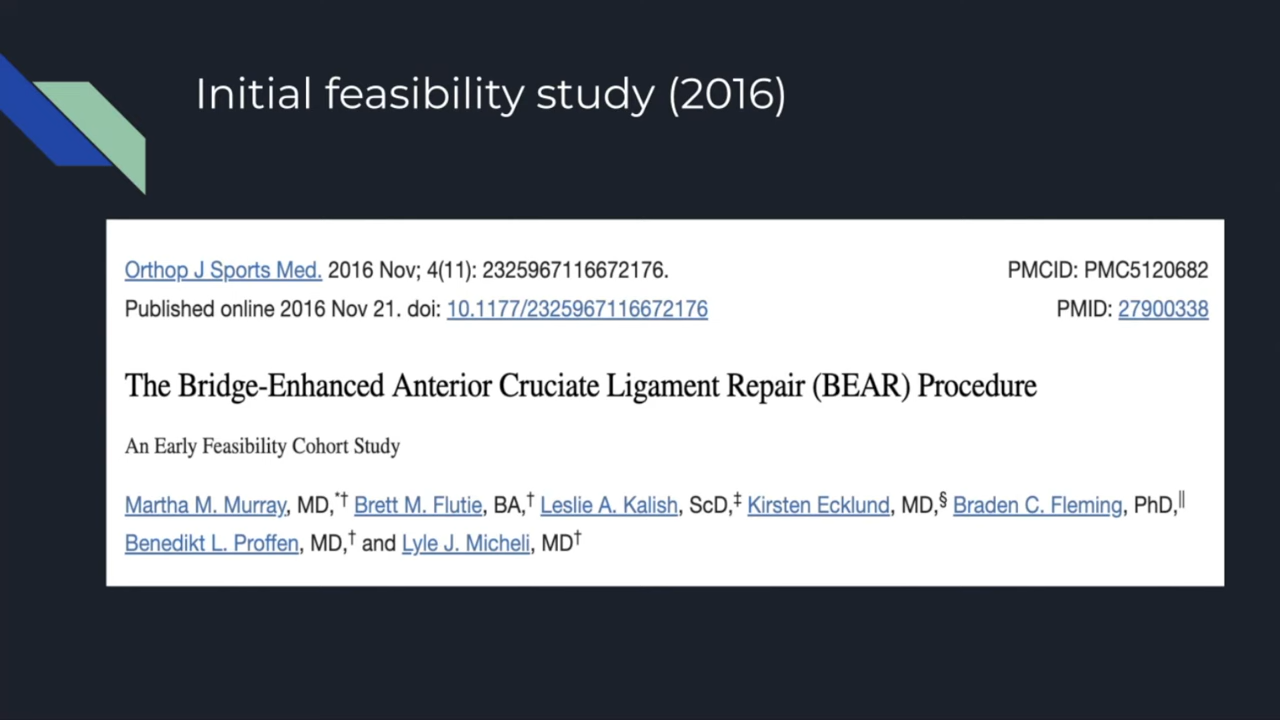 Initial feasibility study (2016)
Orthop J Sports Med. 2016 Nov; 4(11): 2325967116672176.
PMCID: PMC5120682
Published online 2016 Nov 21. doi: 10.1177/2325967116672176
PMID: 27900338
The Bridge-Enhanced Anterior Cruciate Ligament Repair (BEAR) Procedure
An Early Feasibility Cohort Study
Martha M. Murray, MD,*† Brett M. Flutie, BA,† Leslie A. Kalish, ScD,‡ Kirsten Ecklund, MD,§ Braden C. Fleming, PhD,||
Benedikt L. Proffen, MD,† and Lyle J. Micheli, MD†